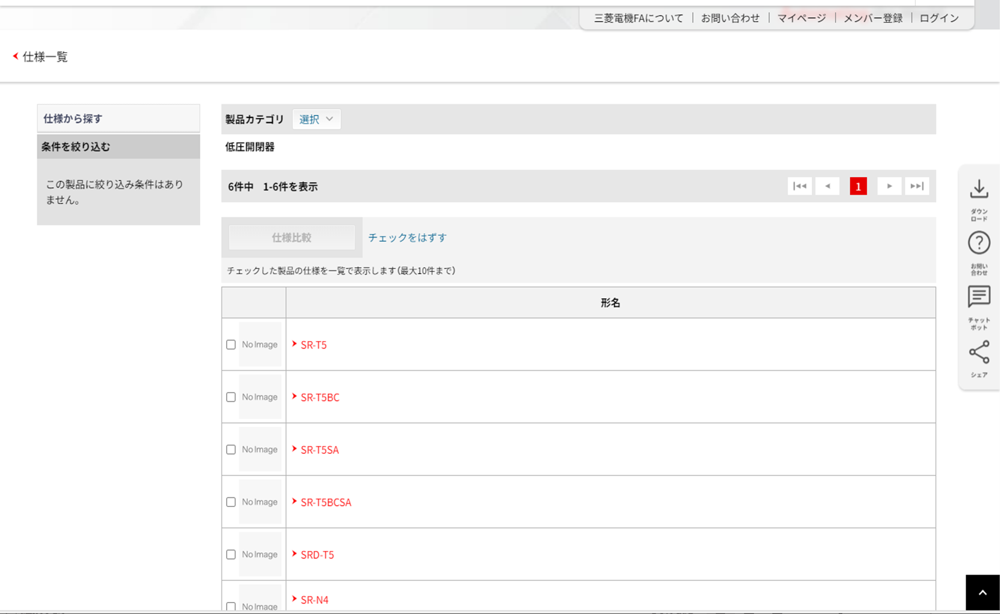 三菱電機FAについて
お問い合わせ
マイページ
メンバー登録
ログイン
仕様一覧
仕様から探す
条件を絞り込む
この製品に絞り込み条件はあり
ません。
製品カテゴリ
選択
低圧開閉器
6件中 1-6件を表示
1
仕様比較
チェックをはずす
チェックした製品の仕様を一覧で表示します(最大10件まで)
形名
No Image
SR-T5
No Image
SR-T5BC
No Image
SR-T5SA
No Image
SR-T5BCSA
No Image
SRD-T5
No Image
SR-N4
ダウン
ロード
お問い
合わせ
チャット
ボット
シェア